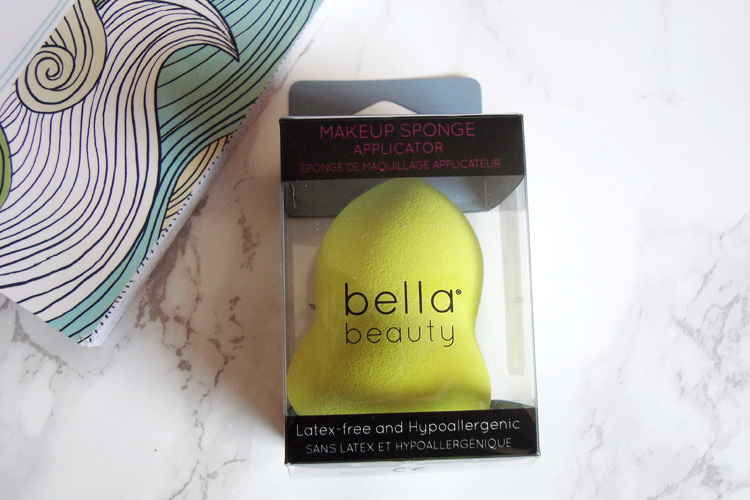 MAKEUP SPONGE
APPLICATOR
ÉPONGE DE MAQUILLAGE APPLICATEUR
bella®
beauty
Latex-free and Hypoallergenic
SANS LATEX ET HYPOALLERGÉNIQUE